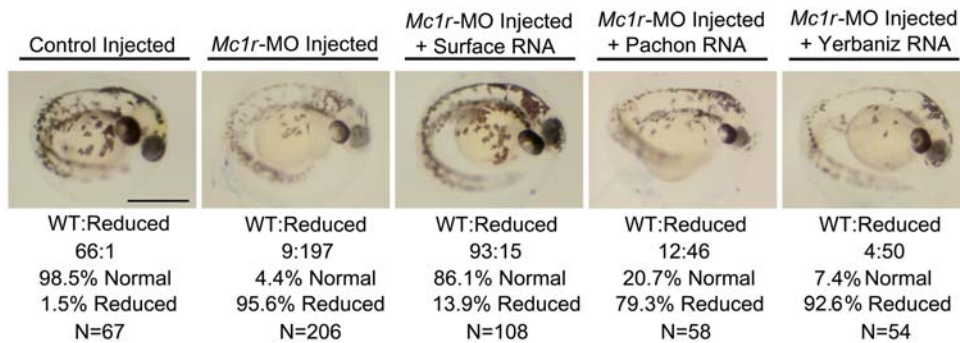 Control Injected
Mc1r-MO Injected
Mc1r-MO Injected
+ Surface RNA
Mc1r-MO Injected
+ Pachon RNA
Mc1r-MO Injected
+ Yerbaniz RNA
WT:Reduced
66:1
98.5% Normal
1.5% Reduced
N=67
WT:Reduced
9:197
4.4% Normal
95.6% Reduced
N=206
WT:Reduced
93:15
86.1% Normal
13.9% Reduced
N=108
WT:Reduced
12:46
20.7% Normal
79.3% Reduced
N=58
WT:Reduced
4:50
7.4% Normal
92.6% Reduced
N=54